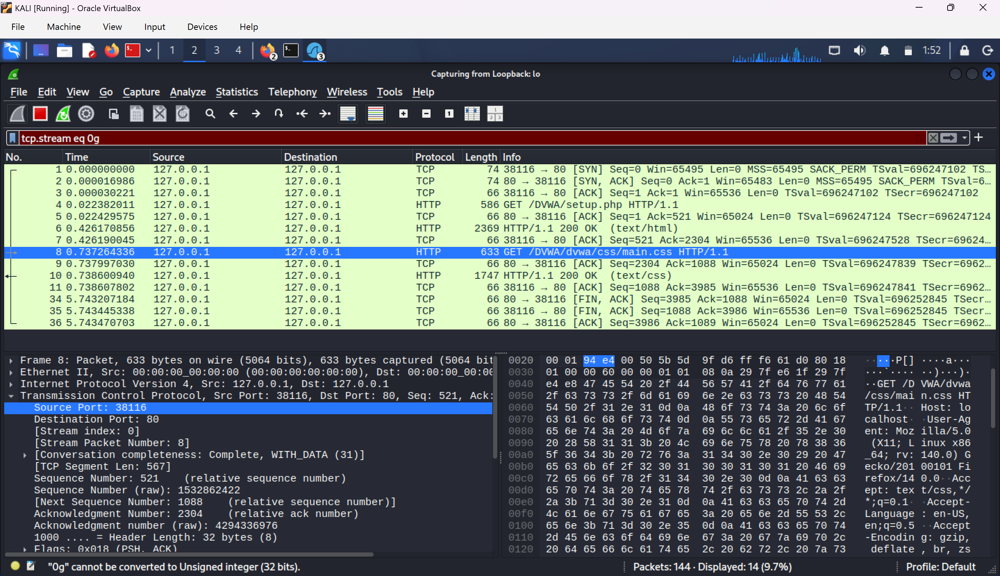 KALI [Running] - Oracle VirtualBox
File Machine View Input Devices Help
1 2 3 4 2 3 1:52
Capturing from Loopback: lo
File Edit View Go Capture Analyze Statistics Telephony Wireless Tools Help
tcp.stream eq 0g
No. Time Source Destination Protocol Length Info
1 0.000000000 127.0.0.1 127.0.0.1 TCP 74 38116 → 80 [SYN] Seq=0 Win=65495 Len=0 MSS=65495 SACK_PERM TSval=696247102 TS…
2 0.000016986 127.0.0.1 127.0.0.1 TCP 74 80 → 38116 [SYN, ACK] Seq=0 Ack=1 Win=65483 Len=0 MSS=65495 SACK_PERM TSval=6…
3 0.000030221 127.0.0.1 127.0.0.1 TCP 66 38116 → 80 [ACK] Seq=1 Ack=1 Win=65536 Len=0 TSval=696247102 TSecr=696247102
4 0.022382011 127.0.0.1 127.0.0.1 HTTP 586 GET /DVWA/setup.php HTTP/1.1
5 0.022429575 127.0.0.1 127.0.0.1 TCP 66 80 → 38116 [ACK] Seq=1 Ack=521 Win=65024 Len=0 TSval=696247124 TSecr=696247124
6 0.426170856 127.0.0.1 127.0.0.1 HTTP 2369 HTTP/1.1 200 OK  (text/html)
7 0.426190045 127.0.0.1 127.0.0.1 TCP 66 38116 → 80 [ACK] Seq=521 Ack=2304 Win=65536 Len=0 TSval=696247528 TSecr=69624…
8 0.737264336 127.0.0.1 127.0.0.1 HTTP 633 GET /DVWA/dvwa/css/main.css HTTP/1.1
9 0.737997030 127.0.0.1 127.0.0.1 TCP 66 80 → 38116 [ACK] Seq=2304 Ack=1088 Win=65024 Len=0 TSval=696247839 TSecr=6962…
10 0.738600940 127.0.0.1 127.0.0.1 HTTP 1747 HTTP/1.1 200 OK  (text/css)
11 0.738607802 127.0.0.1 127.0.0.1 TCP 66 38116 → 80 [ACK] Seq=1088 Ack=3985 Win=65536 Len=0 TSval=696247841 TSecr=6962…
34 5.743207184 127.0.0.1 127.0.0.1 TCP 66 80 → 38116 [FIN, ACK] Seq=3985 Ack=1088 Win=65024 Len=0 TSval=696252845 TSecr…
35 5.743445338 127.0.0.1 127.0.0.1 TCP 66 38116 → 80 [FIN, ACK] Seq=1088 Ack=3986 Win=65536 Len=0 TSval=696252845 TSecr…
36 5.743470703 127.0.0.1 127.0.0.1 TCP 66 80 → 38116 [ACK] Seq=3986 Ack=1089 Win=65024 Len=0 TSval=696252845 TSecr=6962…
Frame 8: Packet, 633 bytes on wire (5064 bits), 633 bytes captured (5064 bit
Ethernet II, Src: 00:00:00_00:00:00 (00:00:00:00:00:00), Dst: 00:00:00_00:00
Internet Protocol Version 4, Src: 127.0.0.1, Dst: 127.0.0.1
Transmission Control Protocol, Src Port: 38116, Dst Port: 80, Seq: 521, Ack:
Source Port: 38116
Destination Port: 80
[Stream index: 0]
[Stream Packet Number: 8]
[Conversation completeness: Complete, WITH_DATA (31)]
[TCP Segment Len: 567]
Sequence Number: 521    (relative sequence number)
Sequence Number (raw): 1532862422
[Next Sequence Number: 1088    (relative sequence number)]
Acknowledgment Number: 2304    (relative ack number)
Acknowledgment number (raw): 4294336976
1000 .... = Header Length: 32 bytes (8)
Flags: 0x018 (PSH, ACK)
0020 00 01 94 e4 00 50 5b 5d 9f d6 ff f6 61 d0 80 18 ·····P[] ····a···
0030 01 00 00 60 00 00 01 01 08 0a 29 7f e6 1f 29 7f ···`···· ··)···)·
0040 e4 e8 47 45 54 20 2f 44 56 57 41 2f 64 76 77 61 ··GET /D VWA/dvwa
0050 2f 63 73 73 2f 6d 61 69 6e 2e 63 73 73 20 48 54 /css/mai n.css HT
0060 54 50 2f 31 2e 31 0d 0a 48 6f 73 74 3a 20 6c 6f TP/1.1·· Host: lo
0070 63 61 6c 68 6f 73 74 0d 0a 55 73 65 72 2d 41 67 calhost· ·User-Ag
0080 65 6e 74 3a 20 4d 6f 7a 69 6c 6c 61 2f 35 2e 30 ent: Moz illa/5.0
0090 20 28 58 31 31 3b 20 4c 69 6e 75 78 20 78 38 36 (X11; L inux x86
00a0 5f 36 34 3b 20 72 76 3a 31 34 30 2e 30 29 20 47 _64; rv: 140.0) G
00b0 65 63 6b 6f 2f 32 30 31 30 30 31 30 31 20 46 69 ecko/201 00101 Fi
00c0 72 65 66 6f 78 2f 31 34 30 2e 30 0d 0a 41 63 63 refox/14 0.0··Acc
00d0 65 70 74 3a 20 74 65 78 74 2f 63 73 73 2c 2a 2f ept: tex t/css,*/
00e0 2a 3b 71 3d 30 2e 31 0d 0a 41 63 63 65 70 74 2d *;q=0.1· ·Accept-
00f0 4c 61 6e 67 75 61 67 65 3a 20 65 6e 2d 55 53 2c Language : en-US,
0100 65 6e 3b 71 3d 30 2e 35 0d 0a 41 63 63 65 70 74 en;q=0.5 ··Accept
0110 2d 45 6e 63 6f 64 69 6e 67 3a 20 67 7a 69 70 2c -Encodin g: gzip,
0120 20 64 65 66 6c 61 74 65 2c 20 62 72 2c 20 7a 73 deflate , br, zs
"0g" cannot be converted to Unsigned integer (32 bits). Packets: 144 · Displayed: 14 (9.7%) Profile: Default